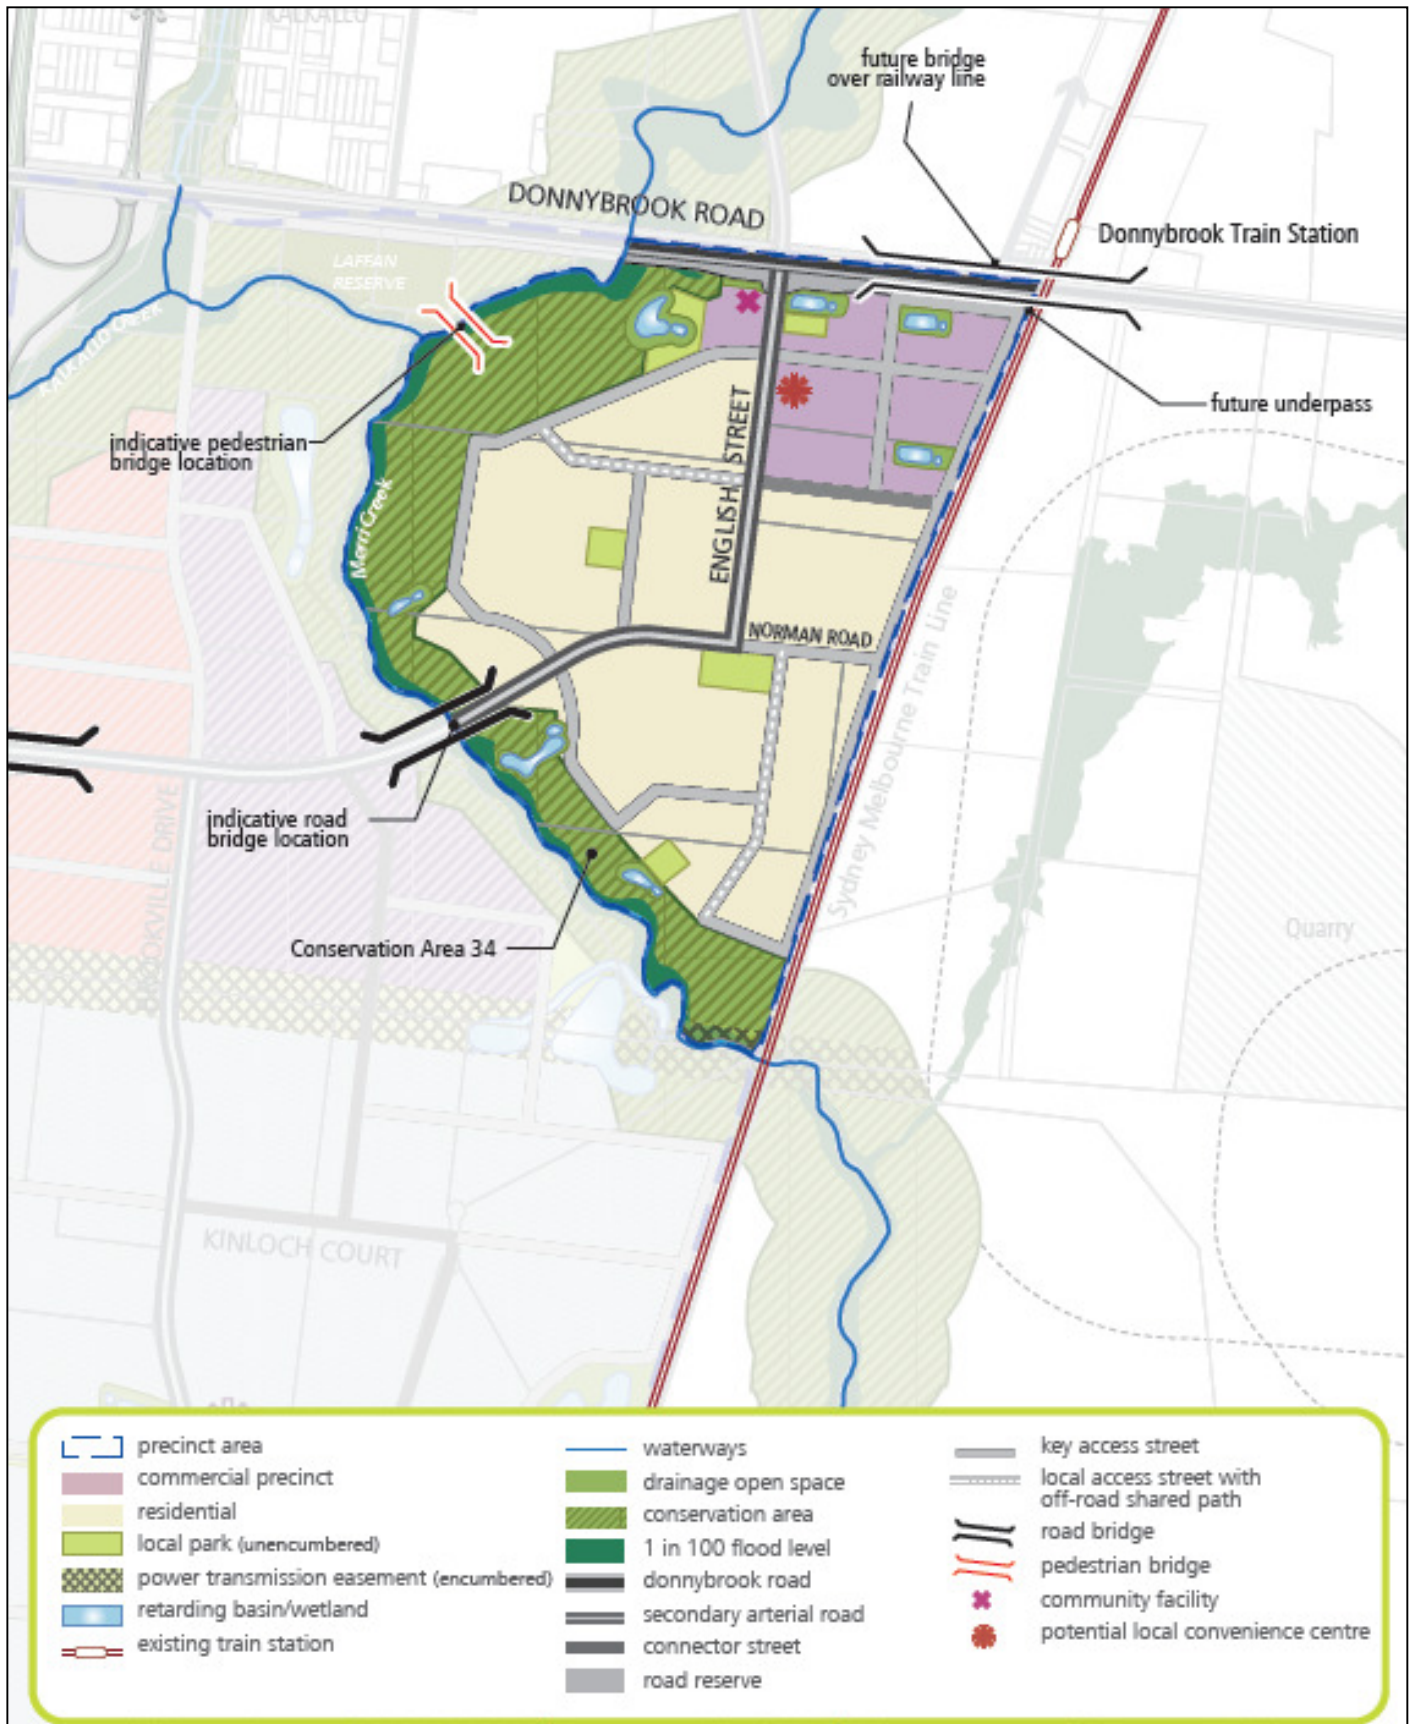 KALKALLO
future bridge
over railway line
DONNYBROOK ROAD
Donnybrook Train Station
LAFFAN
RESERVE
KALKALLO CREEK
future underpass
indicative pedestrian
bridge location
ENGLISH STREET
Merri Creek
NORMAN ROAD
Sydney Melbourne Train Line
indicative road
bridge location
BROOKVILLE DRIVE
Quarry
Conservation Area 34
KINLOCH COURT
precinct area
commercial precinct
residential
local park (unencumbered)
power transmission easement (encumbered)
retarding basin/wetland
existing train station
waterways
drainage open space
conservation area
1 in 100 flood level
donnybrook road
secondary arterial road
connector street
road reserve
key access street
local access street with
off-road shared path
road bridge
pedestrian bridge
community facility
potential local convenience centre